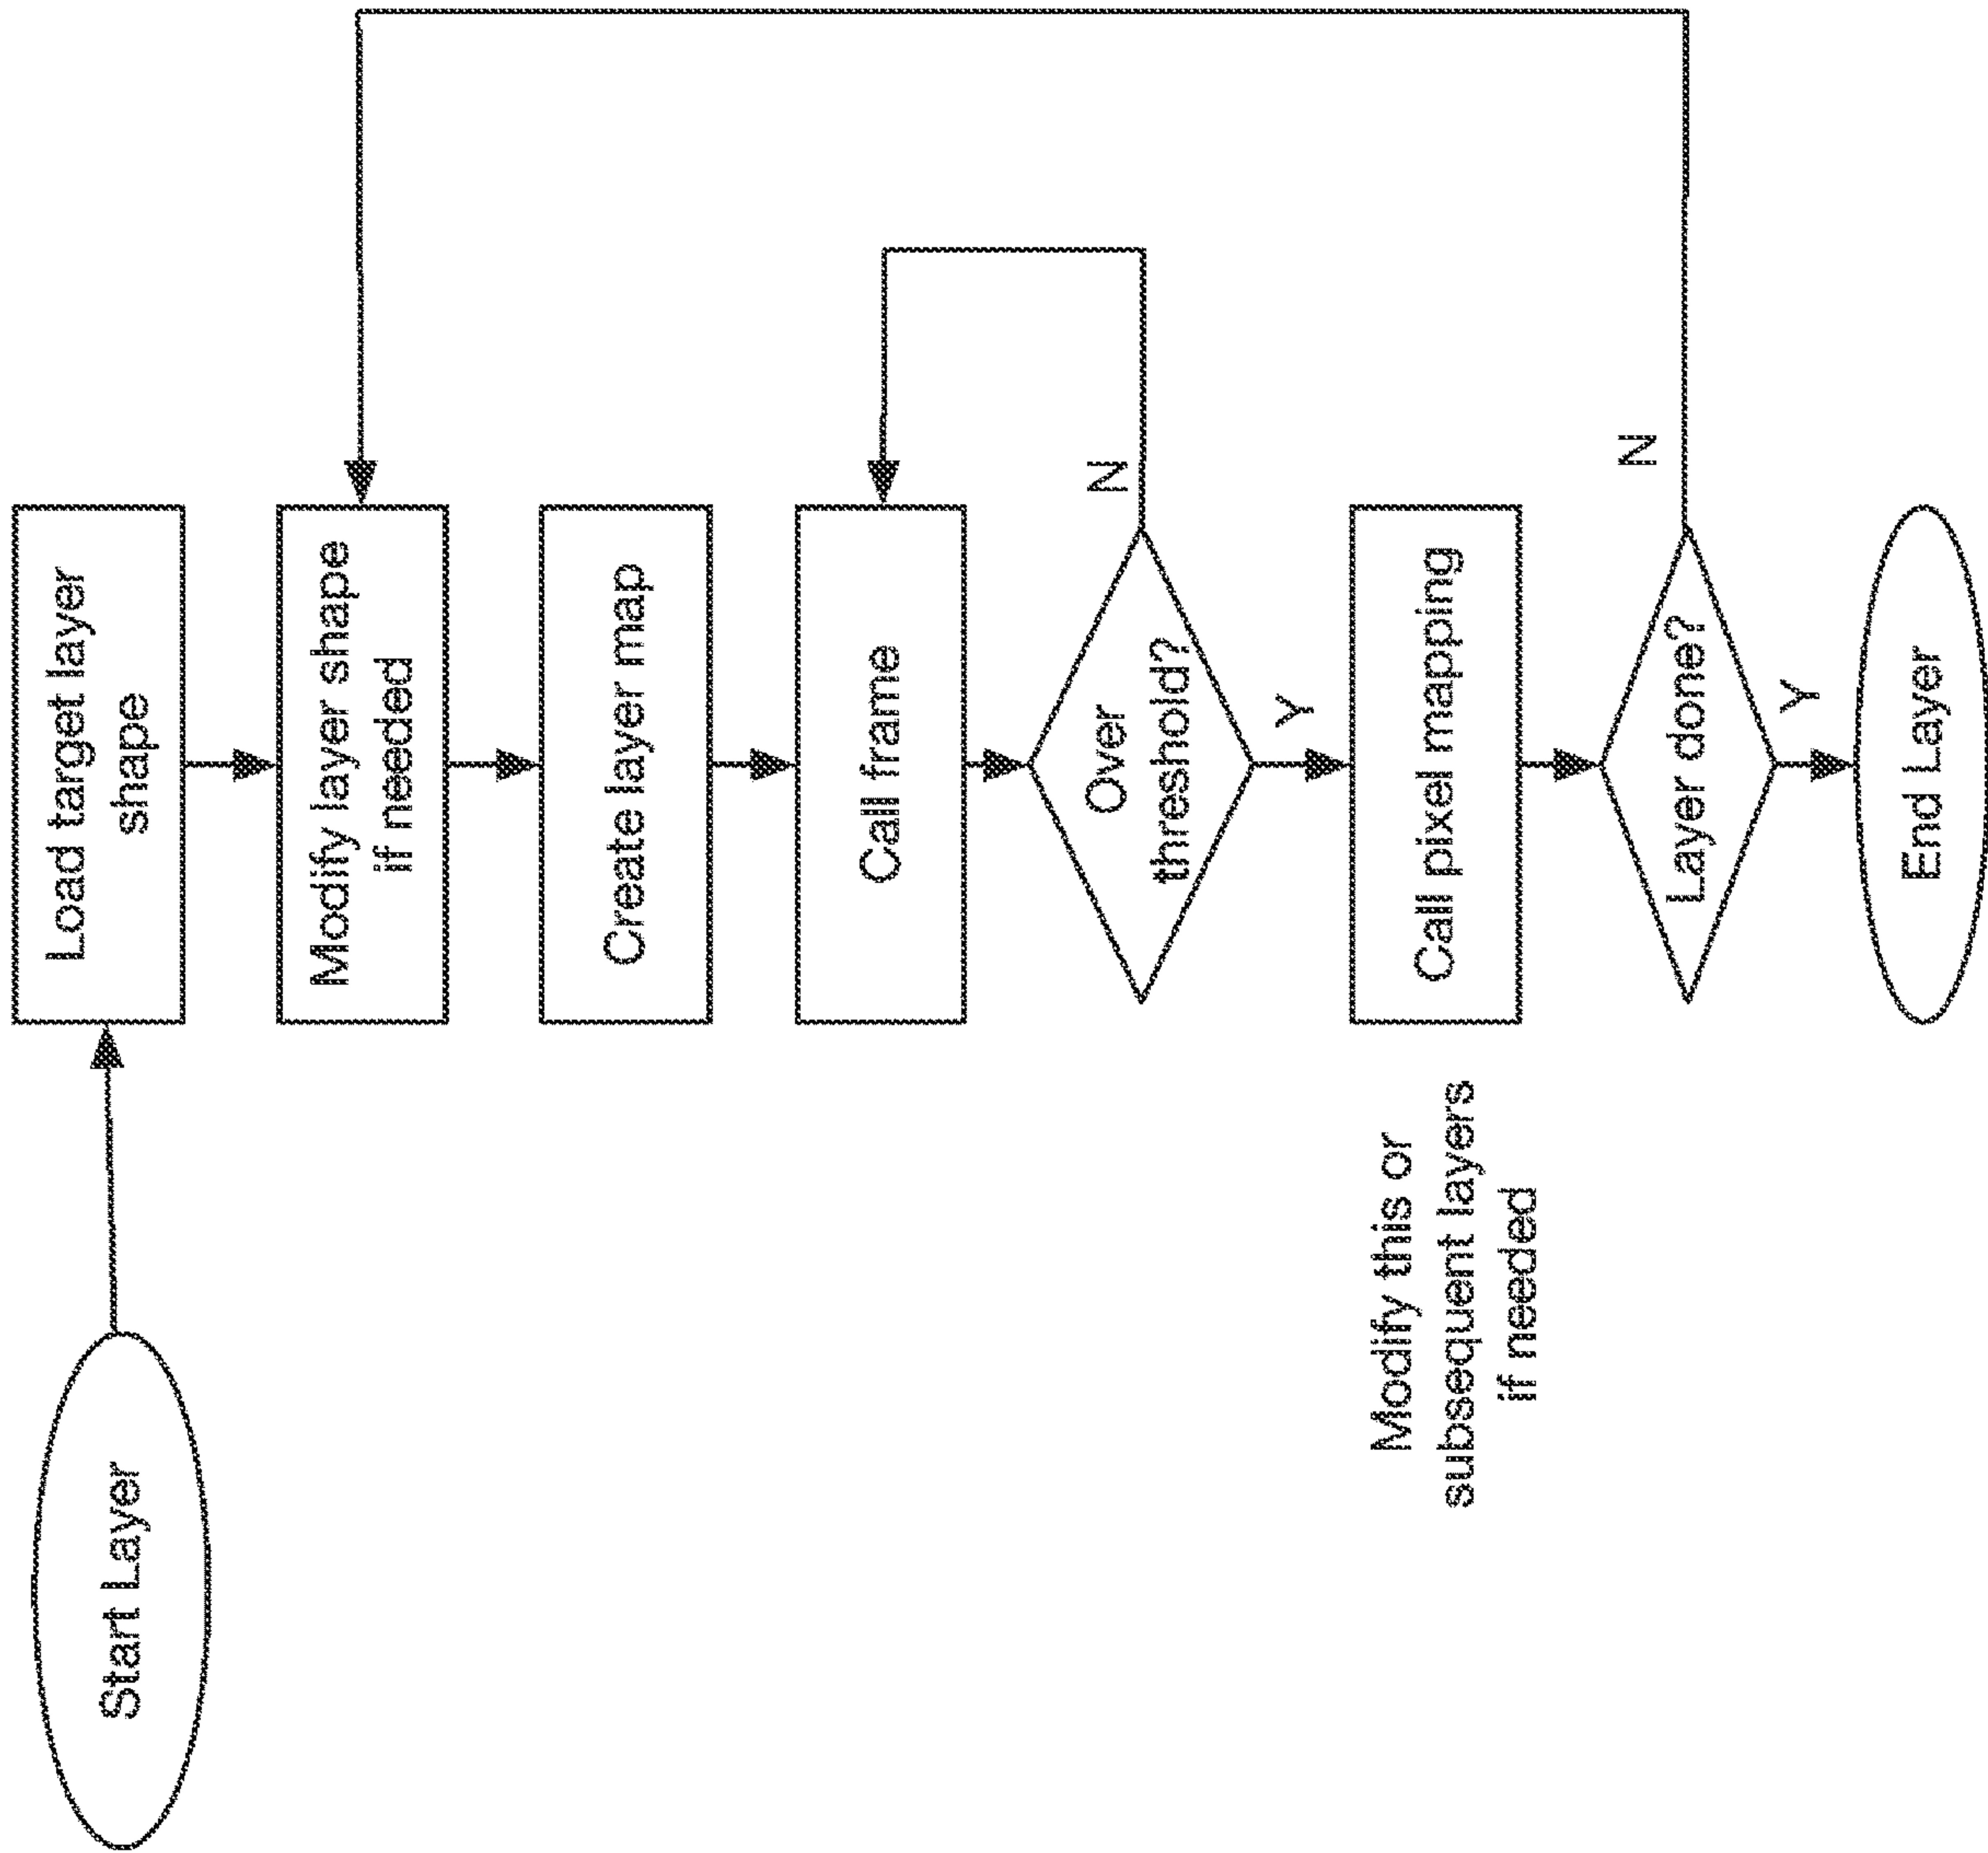 Start Layer
Load target layer
shape
Modify layer shape
if needed
Create layer map
Call frame
Over
threshold?
N
Y
Modify this or
subsequent layers
if needed
Call pixel mapping
Layer done?
N
Y
End Layer